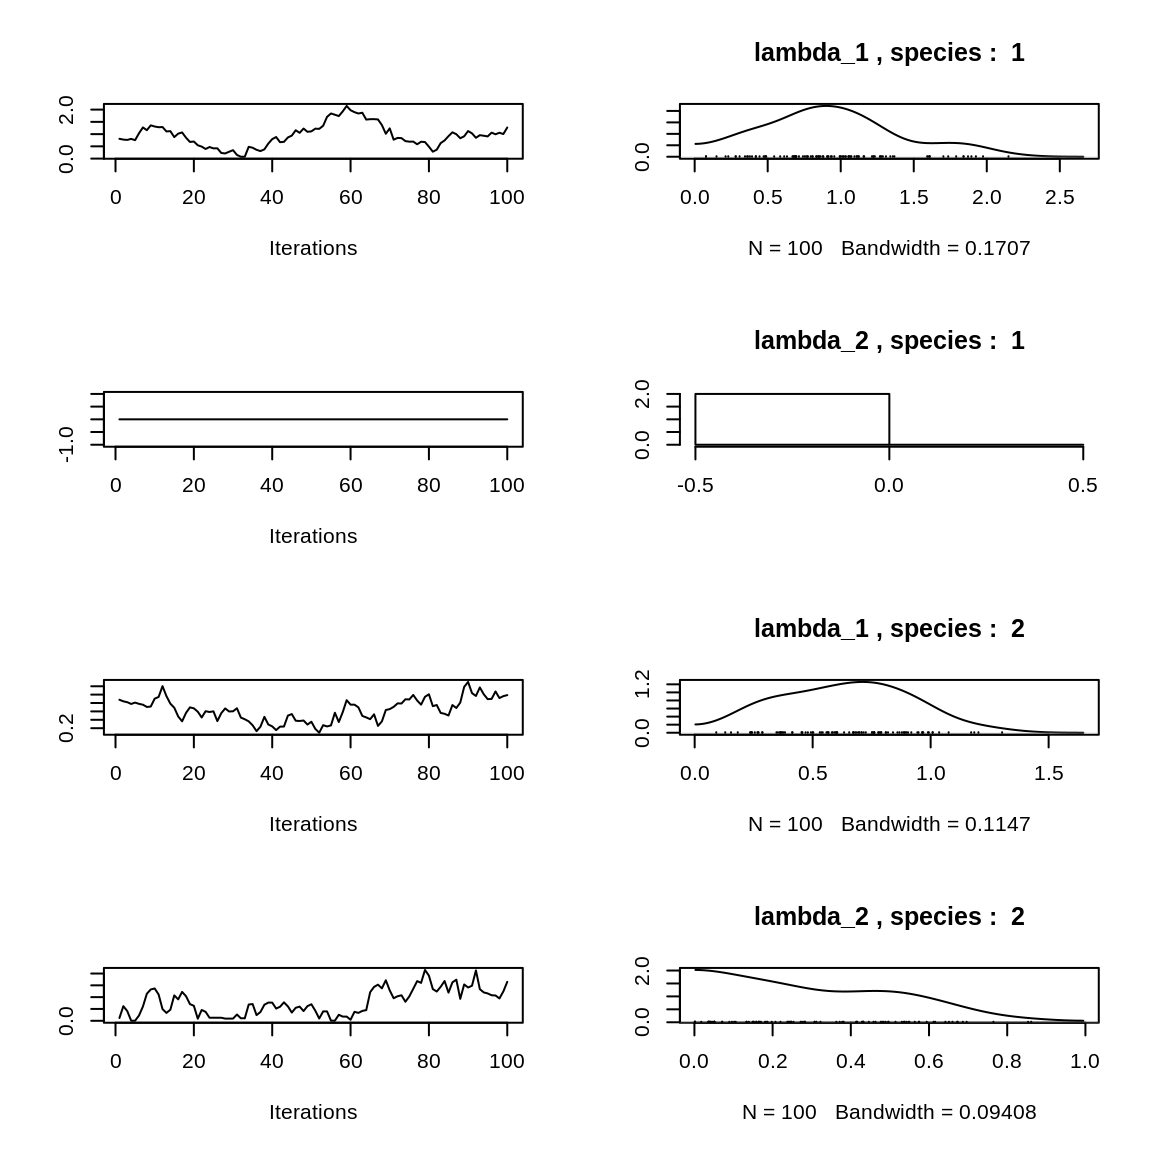 lambda_1 , species :  1
0.0 2.0
0.0
0 20 40 60 80 100
0.0 0.5 1.0 1.5 2.0 2.5
Iterations
N = 100   Bandwidth = 0.1707
lambda_2 , species :  1
-1.0
0.0 2.0
0 20 40 60 80 100
-0.5 0.0 0.5
Iterations
lambda_1 , species :  2
0.2
0.0 1.2
0 20 40 60 80 100
0.0 0.5 1.0 1.5
Iterations
N = 100   Bandwidth = 0.1147
lambda_2 , species :  2
0.0
0.0 2.0
0 20 40 60 80 100
0.0 0.2 0.4 0.6 0.8 1.0
Iterations
N = 100   Bandwidth = 0.09408